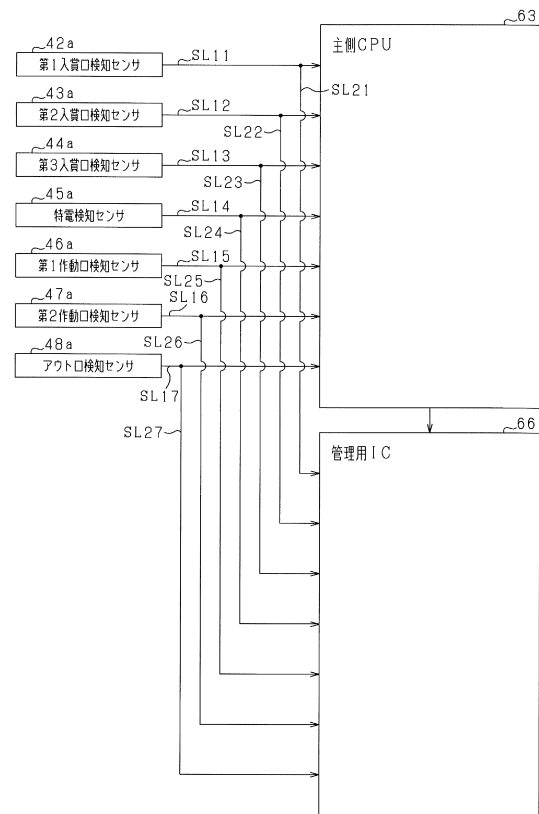 63
主側CPU
42a
第1入賞口検知センサ
SL11
SL21
43a
第2入賞口検知センサ
SL12
SL22
44a
第3入賞口検知センサ
SL13
SL23
45a
特電検知センサ
SL14
SL24
46a
第1作動口検知センサ
SL15
SL25
47a
第2作動口検知センサ
SL16
SL26
48a
アウト口検知センサ
SL17
SL27
66
管理用IC